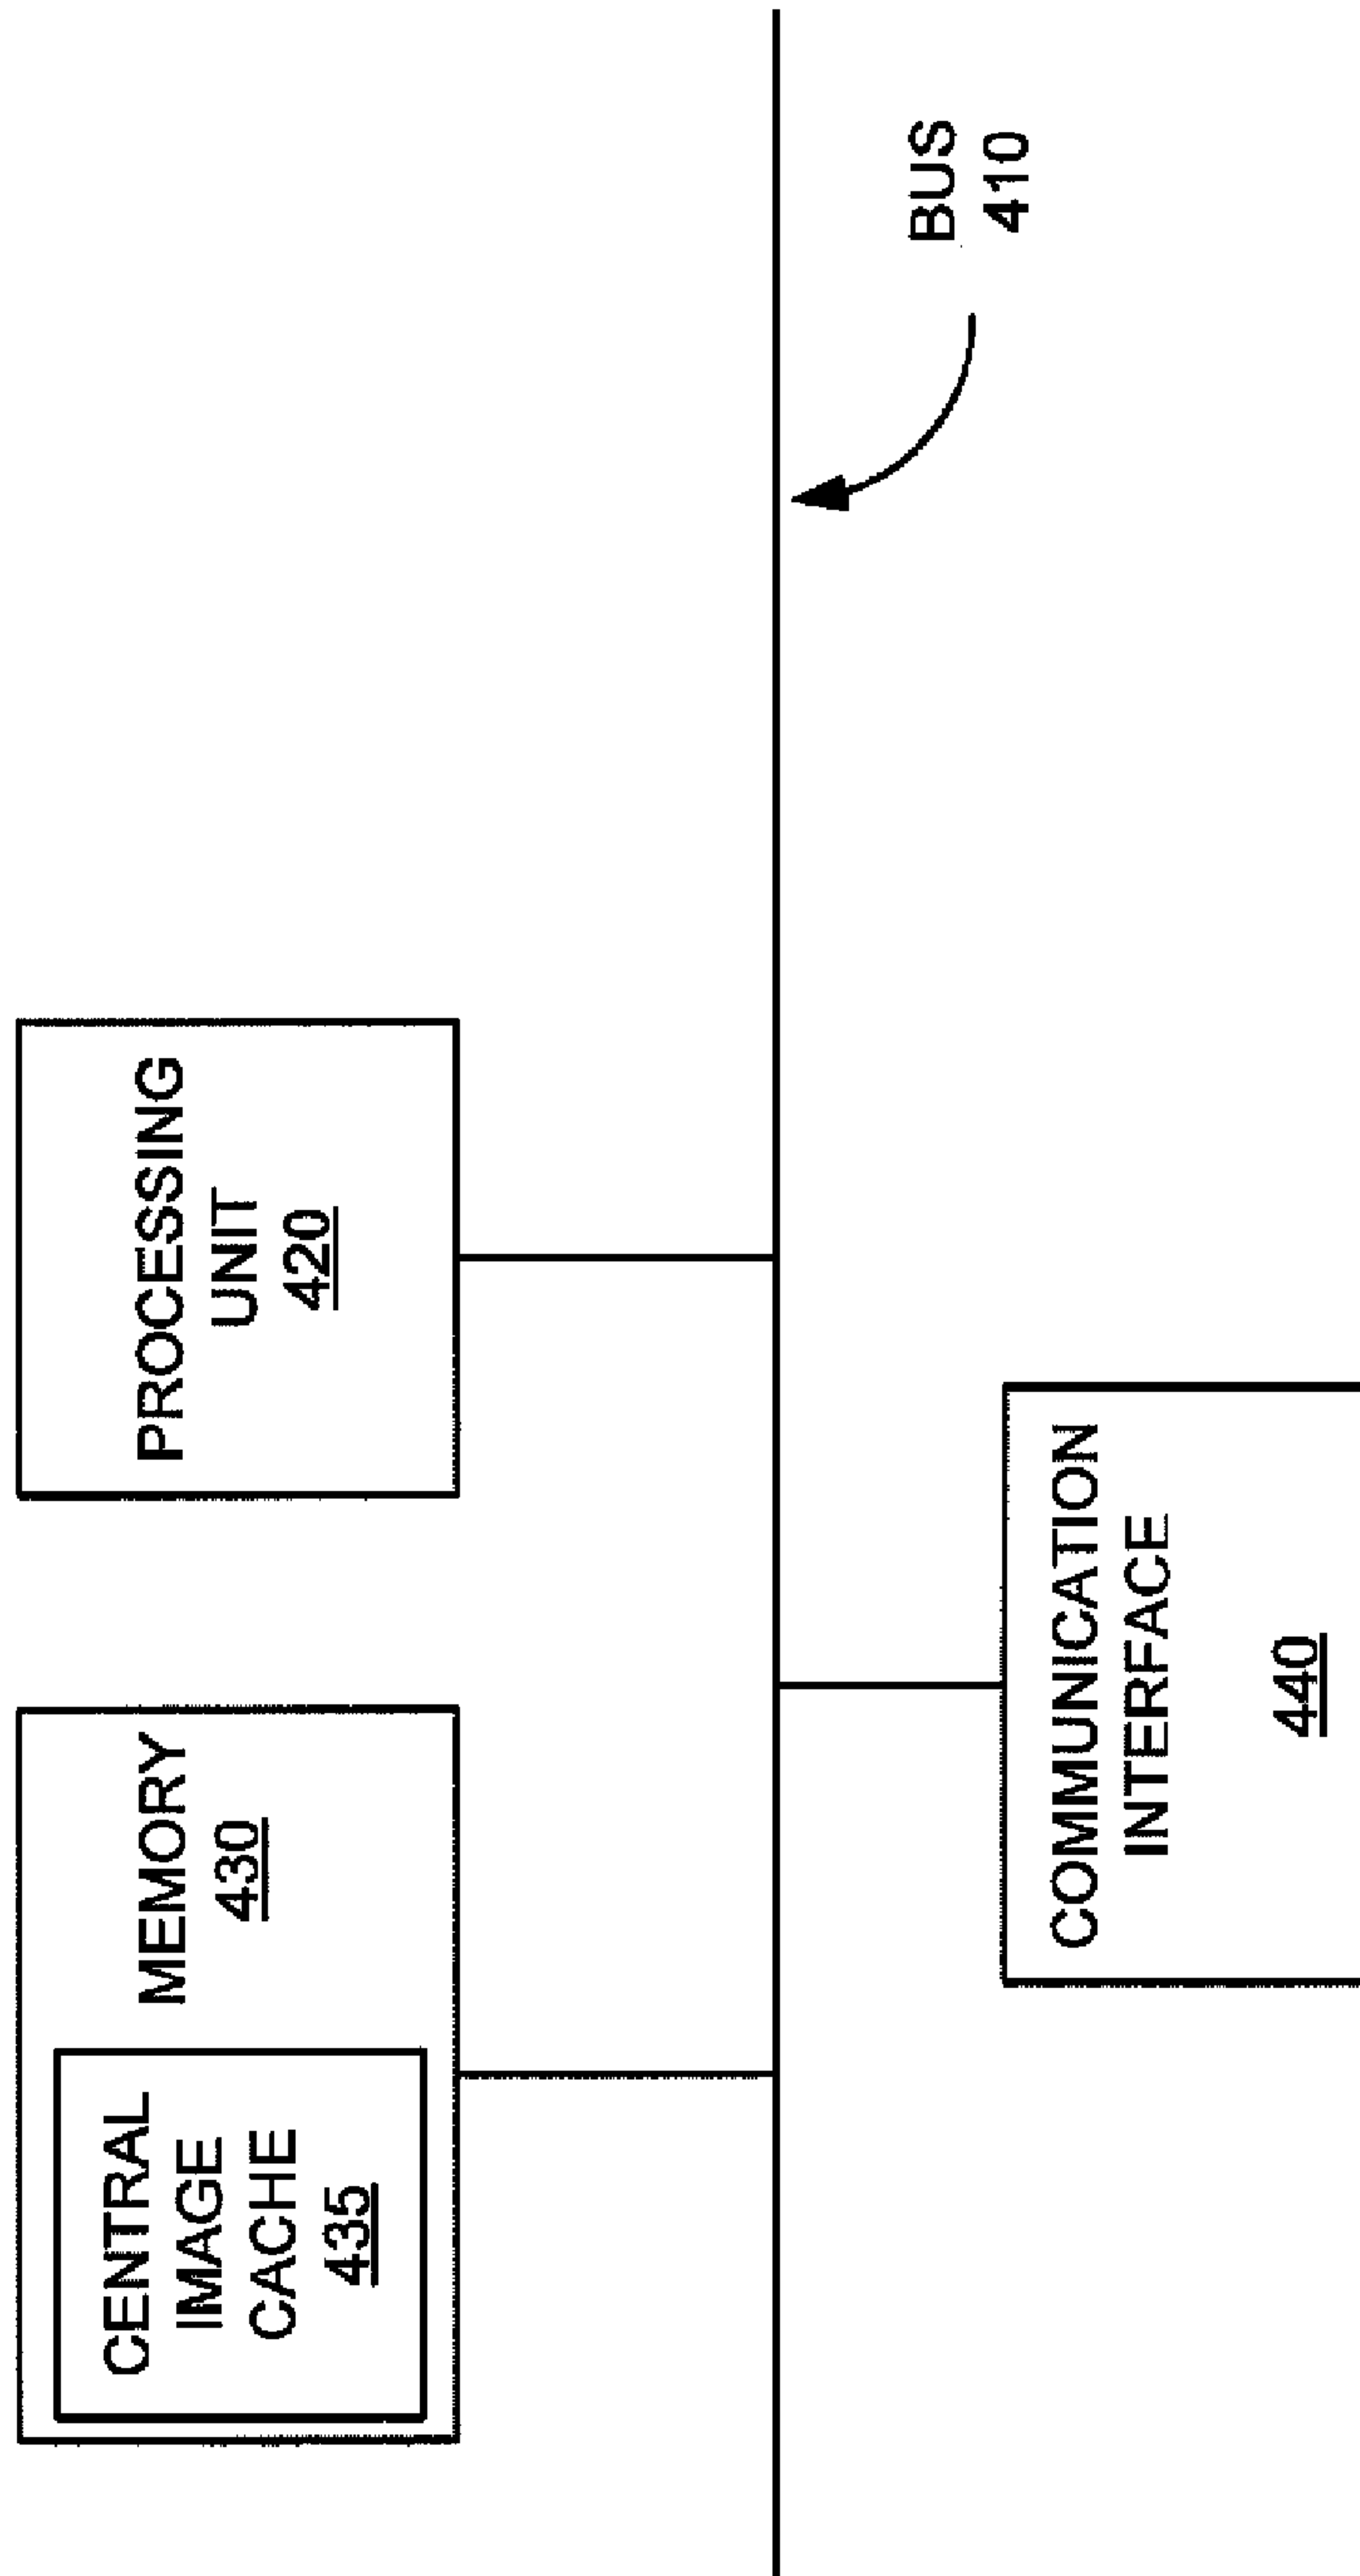 CENTRAL
IMAGE
CACHE
435
MEMORY
430
PROCESSING
UNIT
420
BUS
410
COMMUNICATION
INTERFACE
440